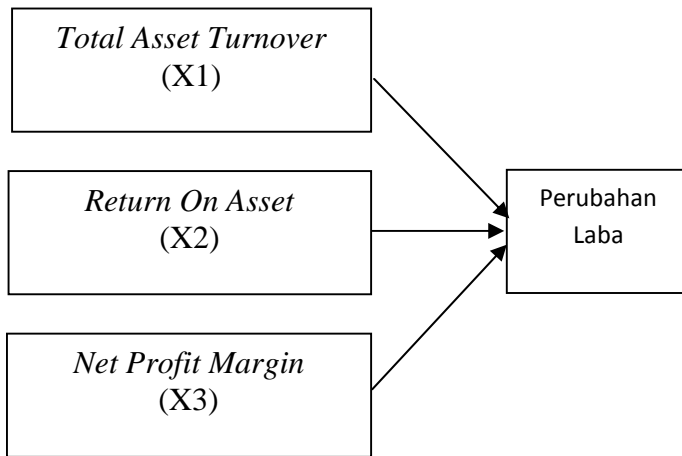 Total Asset Turnover
(X1)
Return On Asset
(X2)
Perubahan
Laba
Net Profit Margin
(X3)